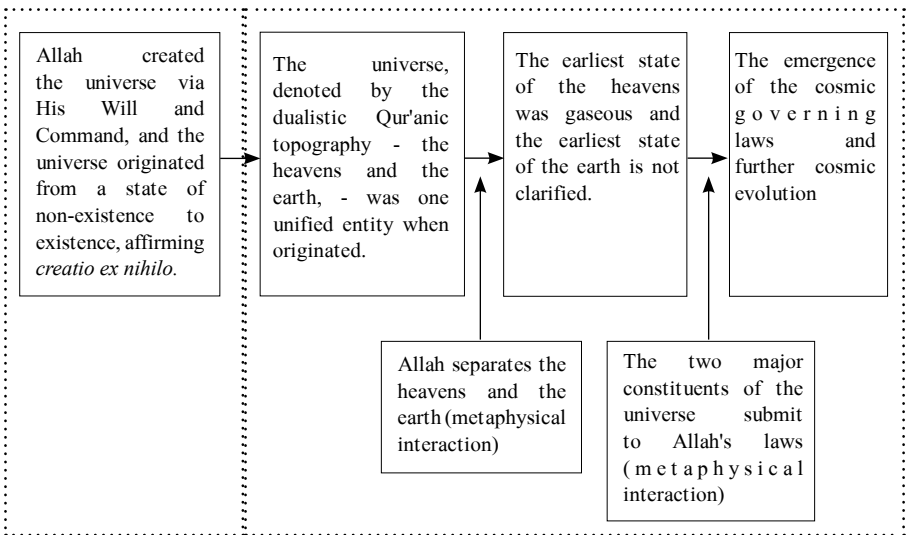 Allah created
the universe via
His Will and
Command, and the
universe originated
from a state of
non-existence to
existence, affirming
creatio ex nihilo.
The universe,
denoted by the
dualistic Qur'anic
topography - the
heavens and the
earth, - was one
unified entity when
originated.
The earliest state
of the heavens
was gaseous and
the earliest state
of the earth is not
clarified.
The emergence
of the cosmic
governing
laws and
further cosmic
evolution
Allah separates the
heavens and the
earth (metaphysical
interaction)
The two major
constituents of the
universe submit
to Allah's laws
(metaphysical
interaction)